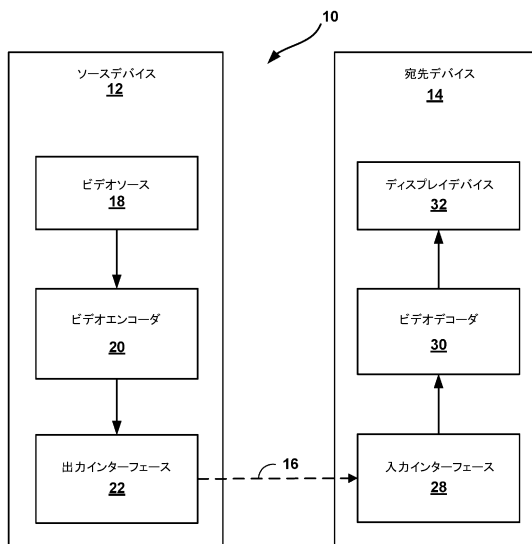 10
ソースデバイス
12
ビデオソース
18
ビデオエンコーダ
20
出力インターフェース
22
16
宛先デバイス
14
ディスプレイデバイス
32
ビデオデコーダ
30
入力インターフェース
28